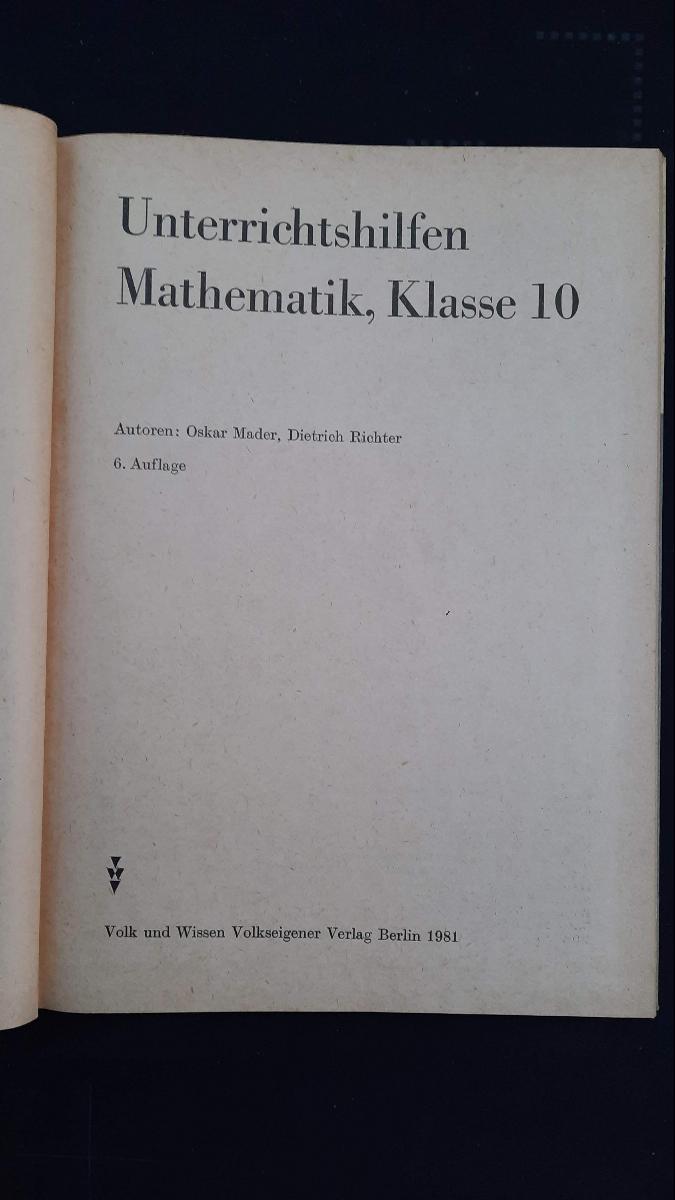 Unterrichtshilfen
Mathematik, Klasse 10
Autoren: Oskar Mader, Dietrich Richter
6. Auflage
Volk und Wissen Volkseigener Verlag Berlin 1981